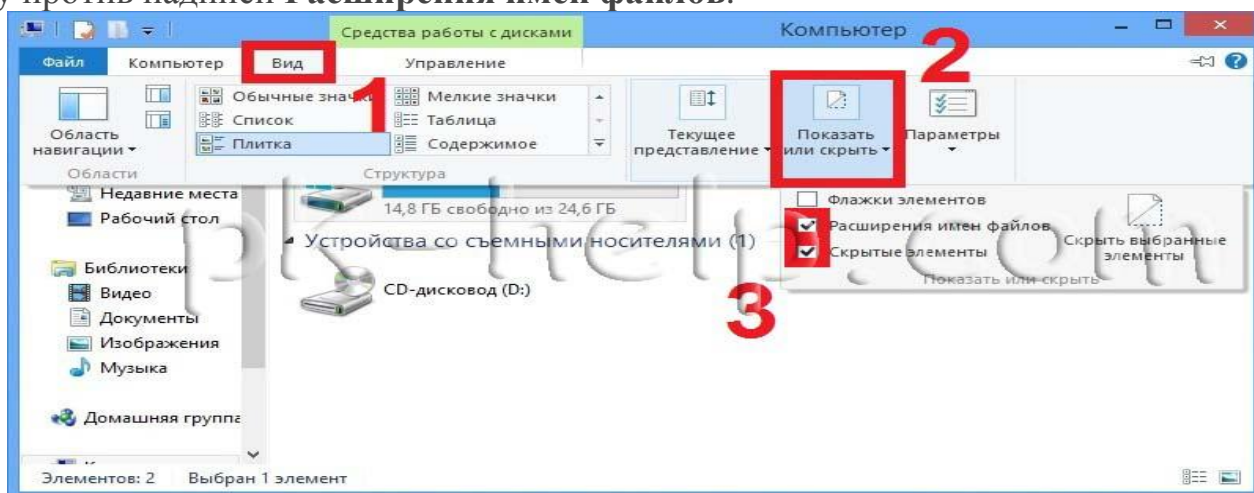 у против надписи Расширения имен файлов.
Средства работы с дисками Компьютер
Файл Компьютер Вид Управление
1 2
Обычные значки Мелкие значки
Список Таблица
Плитка Содержимое
Область навигации
Текущее представление
Показать или скрыть
Параметры
Области Структура
Недавние места
Рабочий стол
14,8 ГБ свободно из 24,6 ГБ
Флажки элементов
Расширения имен файлов
Скрытые элементы
Скрыть выбранные элементы
Показать или скрыть
3
Устройства со съемными носителями (1)
CD-дисковод (D:)
Библиотеки
Видео
Документы
Изображения
Музыка
Домашняя группа
Элементов: 2 Выбран 1 элемент
pk-help.com